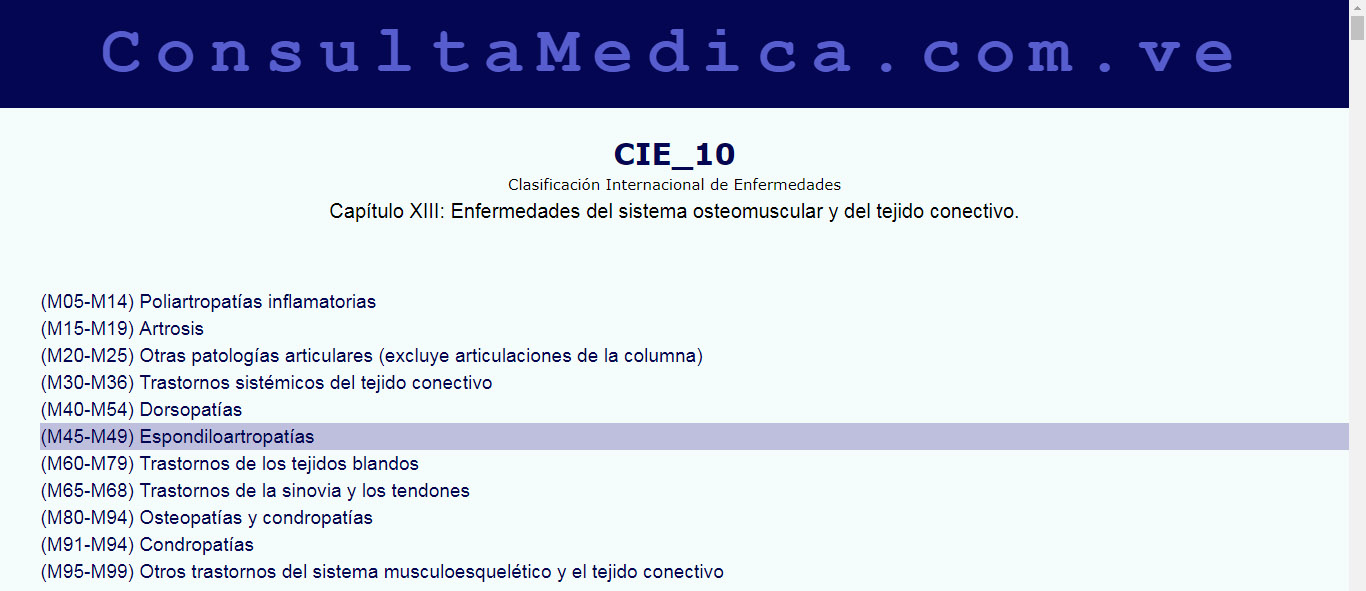 ConsultaMedica.com.ve
CIE_10
Clasificación Internacional de Enfermedades
Capítulo XIII: Enfermedades del sistema osteomuscular y del tejido conectivo.
(M05-M14) Poliartropatías inflamatorias
(M15-M19) Artrosis
(M20-M25) Otras patologías articulares (excluye articulaciones de la columna)
(M30-M36) Trastornos sistémicos del tejido conectivo
(M40-M54) Dorsopatías
(M45-M49) Espondiloartropatías
(M60-M79) Trastornos de los tejidos blandos
(M65-M68) Trastornos de la sinovia y los tendones
(M80-M94) Osteopatías y condropatías
(M91-M94) Condropatías
(M95-M99) Otros trastornos del sistema musculoesquelético y el tejido conectivo